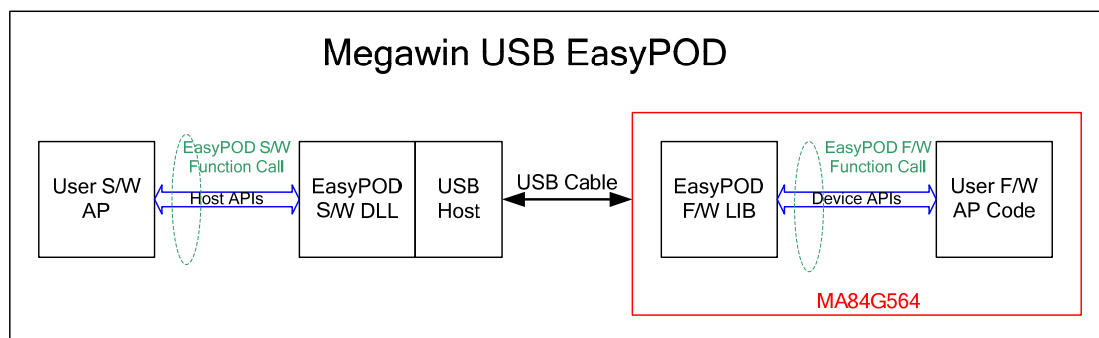 Megawin USB EasyPOD
User S/W
AP
EasyPOD S/W
Function Call
Host APIs
EasyPOD
S/W DLL
USB
Host
USB Cable
EasyPOD
F/W LIB
EasyPOD F/W
Function Call
Device APIs
User F/W
AP Code
MA84G564